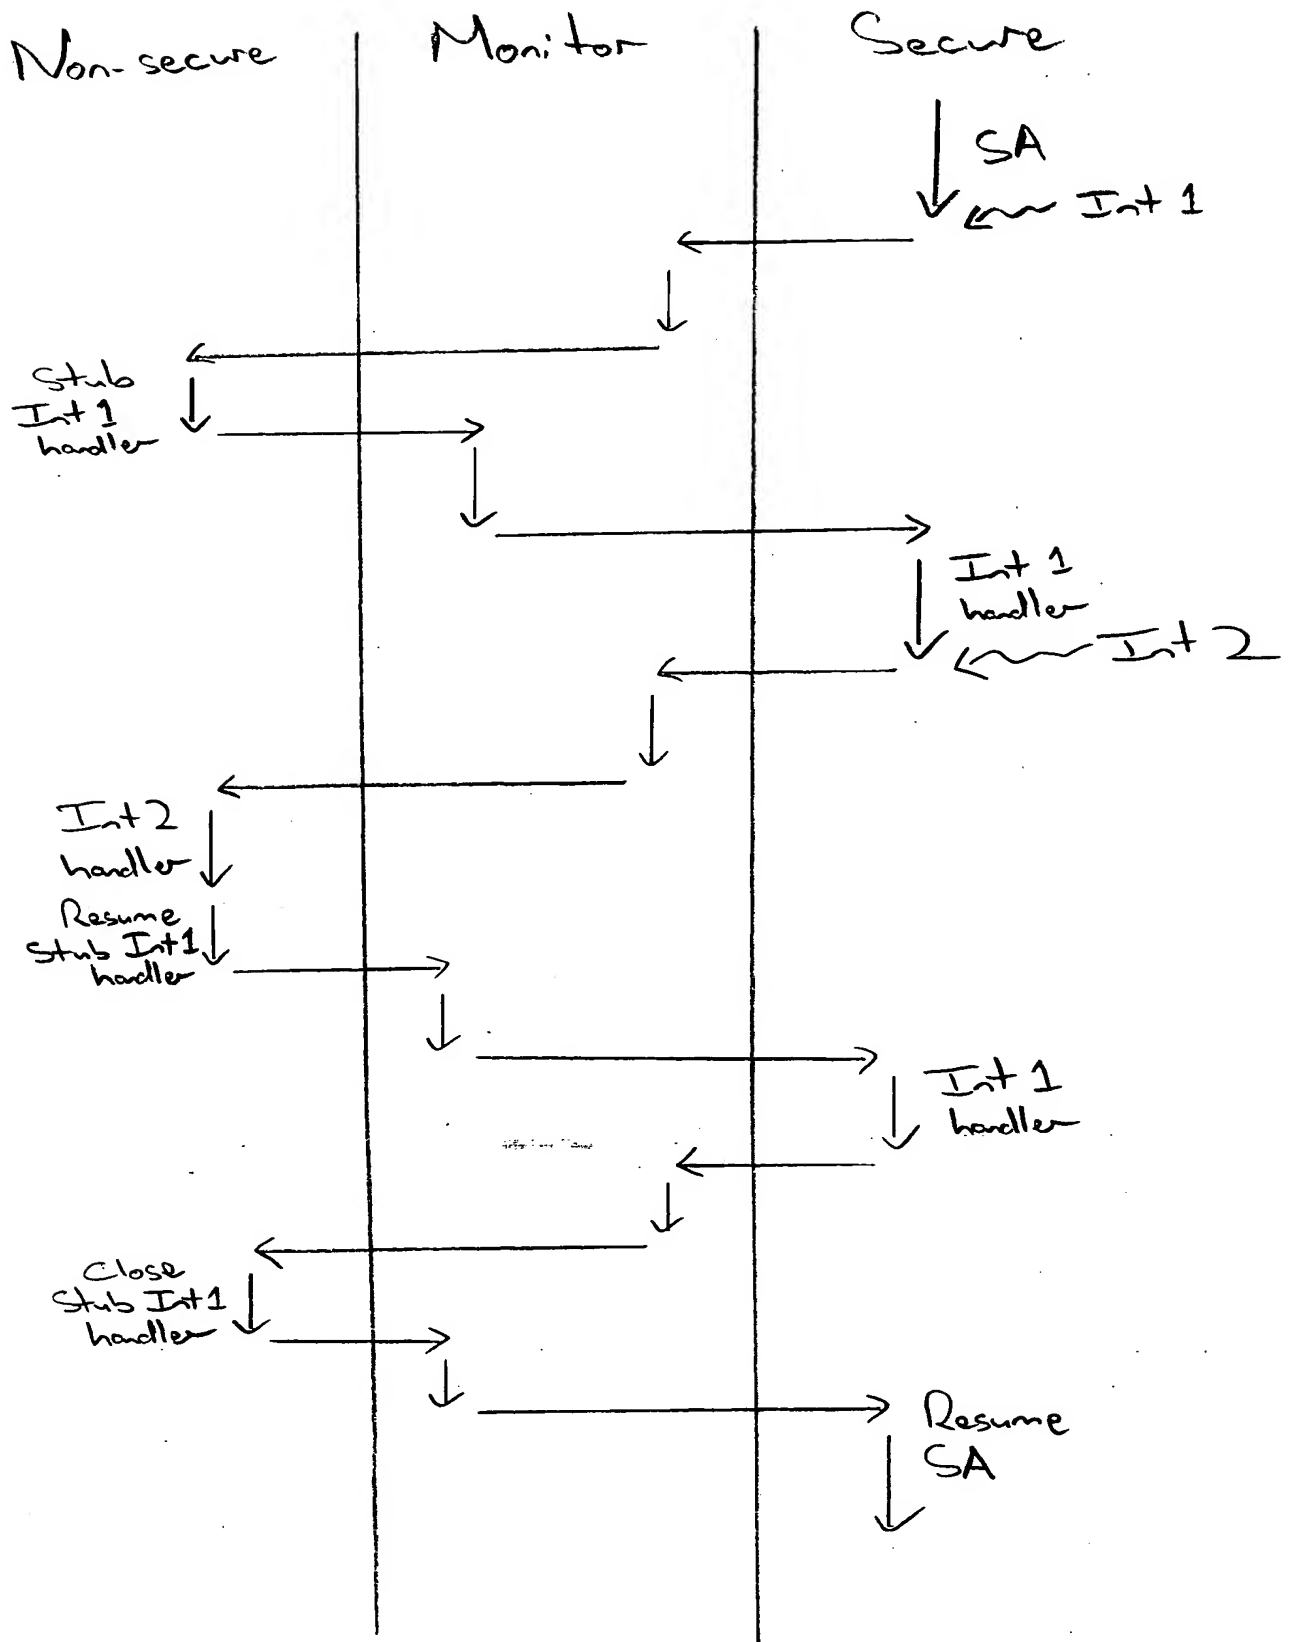 Non-secure
Monitor
Secure
SA
Int 1
Stub
Int 1
handler
Int 1
handler
Int 2
Int 2
handler
Resume
Stub Int 1
handler
Int 1
handler
Close
Stub Int 1
handler
Resume
SA